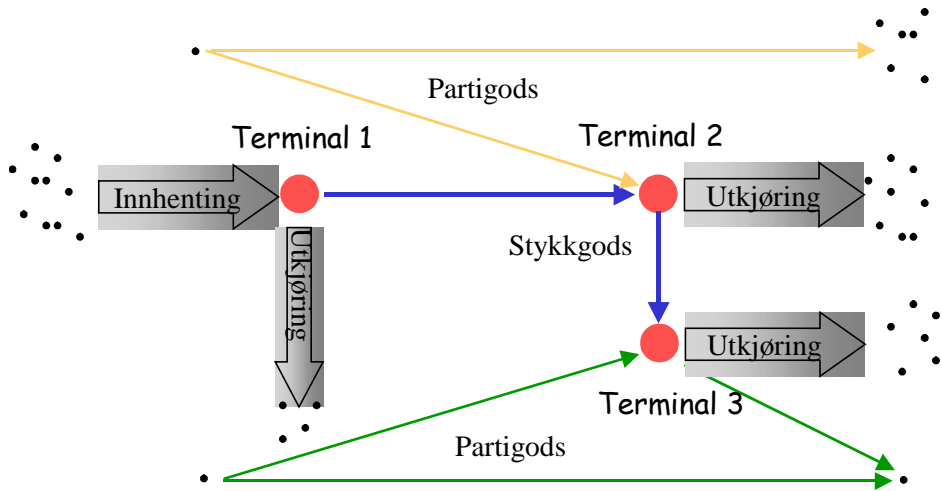 Partigods
Terminal 1
Terminal 2
Innhenting
Utkjøring
Utkjøring
Stykkgods
Utkjøring
Terminal 3
Partigods